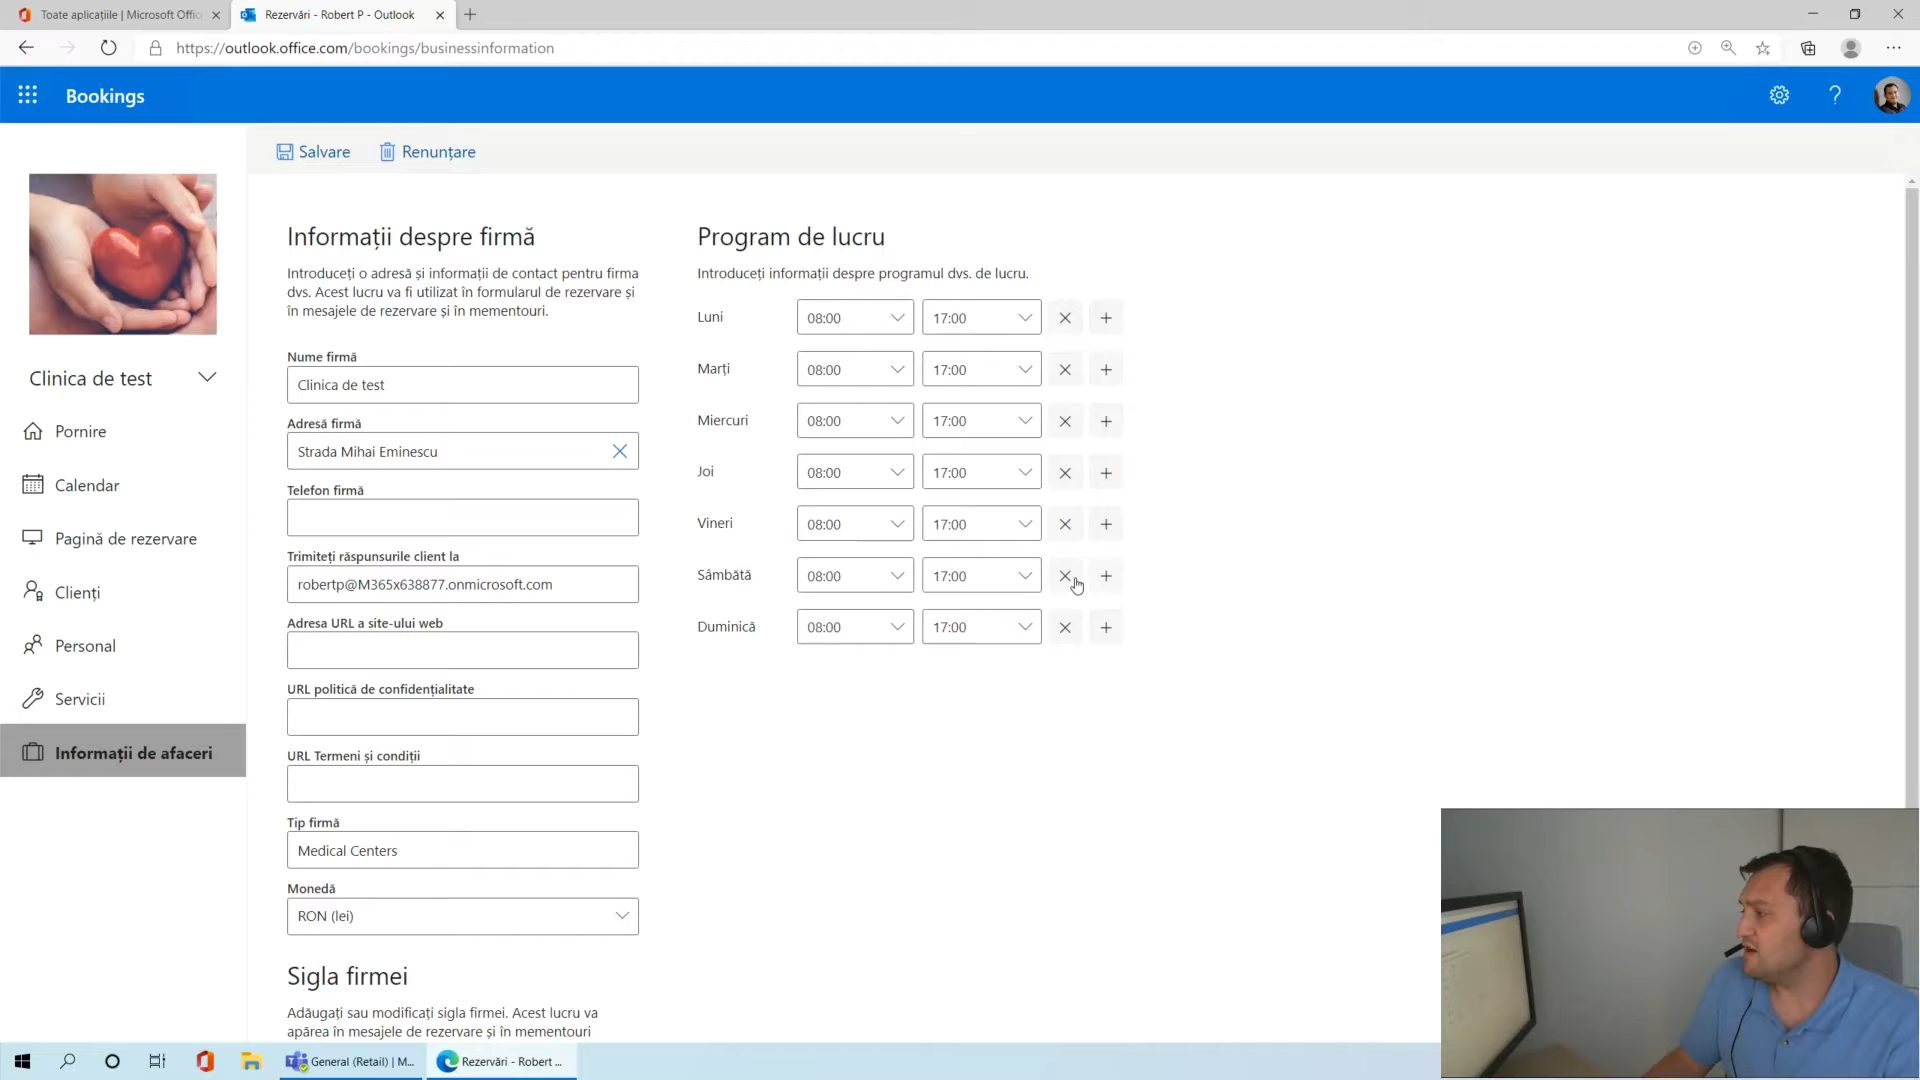 Toate aplicațiile | Microsoft Offic
Rezervări - Robert P - Outlook
https://outlook.office.com/bookings/businessinformation
Bookings
Salvare
Renunțare
Clinica de test
Pornire
Calendar
Pagină de rezervare
Clienți
Personal
Servicii
Informații de afaceri
Informații despre firmă
Introduceți o adresă și informații de contact pentru firma
dvs. Acest lucru va fi utilizat în formularul de rezervare și
în mesajele de rezervare și în mementouri.
Nume firmă
Clinica de test
Adresă firmă
Strada Mihai Eminescu
Telefon firmă
Trimiteți răspunsurile client la
robertp@M365x638877.onmicrosoft.com
Adresa URL a site-ului web
URL politică de confidențialitate
URL Termeni și condiții
Tip firmă
Medical Centers
Monedă
RON (lei)
Sigla firmei
Adăugați sau modificați sigla firmei. Acest lucru va
apărea în mesajele de rezervare și în mementouri
Program de lucru
Introduceți informații despre programul dvs. de lucru.
Luni 08:00 17:00
Marți 08:00 17:00
Miercuri 08:00 17:00
Joi 08:00 17:00
Vineri 08:00 17:00
Sâmbătă 08:00 17:00
Duminică 08:00 17:00
General (Retail) | M...
Rezervări - Robert ...